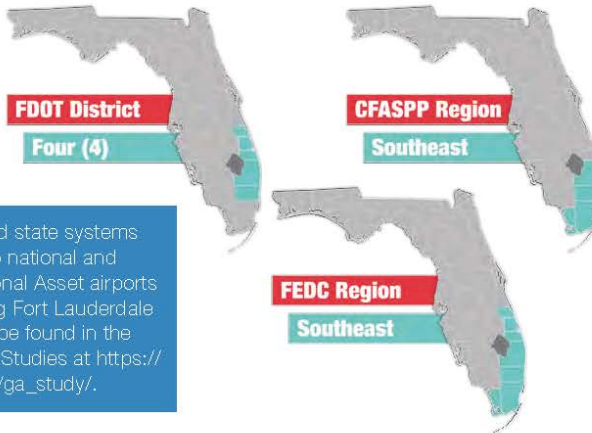 FDOT District
Four (4)
CFASPP Region
Southeast
FEDC Region
Southeast
d state systems
national and
nal Asset airports
g Fort Lauderdale
be found in the
Studies at https://
/ga_study/.